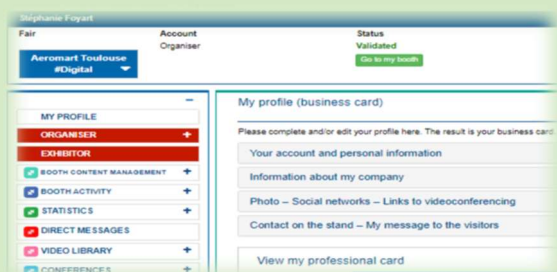 Stéphanie Foyart
Fair Account Status
Organiser Validated
Aeromart Toulouse
#Digital
Go to my booth
−
MY PROFILE
ORGANISER +
EXHIBITOR
BOOTH CONTENT MANAGEMENT +
BOOTH ACTIVITY +
STATISTICS +
DIRECT MESSAGES
VIDEO LIBRARY +
CONFERENCES +
My profile (business card)
Please complete and/or edit your profile here. The result is your business card
Your account and personal information
Information about my company
Photo – Social networks – Links to videoconferencing
Contact on the stand – My message to the visitors
View my professional card